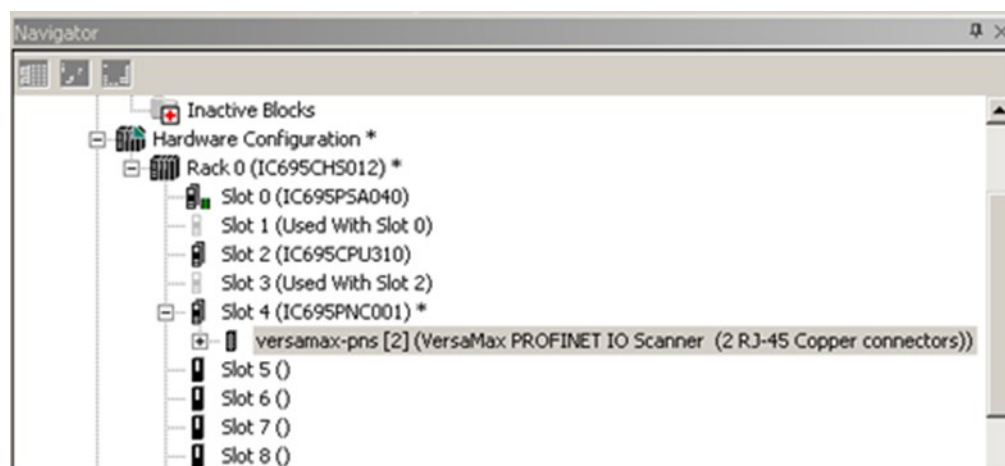 Navigator
Inactive Blocks
Hardware Configuration *
Rack 0 (IC695CHS012) *
Slot 0 (IC695PSA040)
Slot 1 (Used With Slot 0)
Slot 2 (IC695CPU310)
Slot 3 (Used With Slot 2)
Slot 4 (IC695PNC001) *
versamax-pns [2] (VersaMax PROFINET IO Scanner (2 RJ-45 Copper connectors))
Slot 5 ()
Slot 6 ()
Slot 7 ()
Slot 8 ()